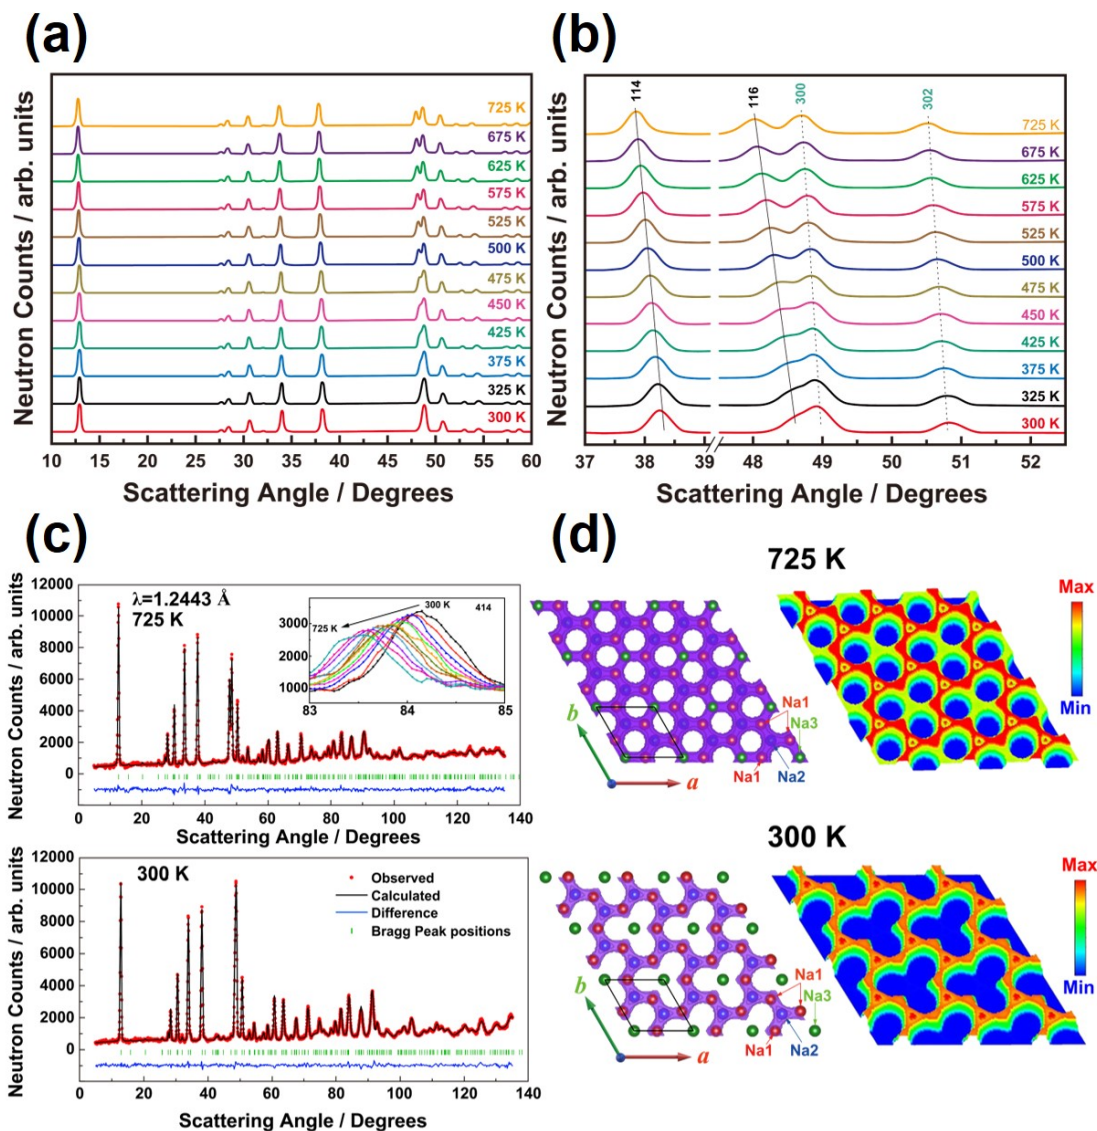 (a)
Neutron Counts / arb. units
725 K
675 K
625 K
575 K
525 K
500 K
475 K
450 K
425 K
375 K
325 K
300 K
10 15 20 25 30 35 40 45 50 55 60
Scattering Angle / Degrees
(b)
Neutron Counts / arb. units
114
116
300
302
725 K
675 K
625 K
575 K
525 K
500 K
475 K
450 K
425 K
375 K
325 K
300 K
37 38 39 48 49 50 51 52
Scattering Angle / Degrees
(c)
Neutron Counts / arb. units
12000
10000
8000
6000
4000
2000
0
λ=1.2443 Å
725 K
3000
2000
1000
300 K
414
725 K
83 84 85
0 20 40 60 80 100 120 140
Scattering Angle / Degrees
Neutron Counts / arb. units
12000
10000
8000
6000
4000
2000
0
300 K
Observed
Calculated
Difference
Bragg Peak positions
0 20 40 60 80 100 120 140
Scattering Angle / Degrees
(d)
725 K
Max
Min
b
a
Na1
Na3
Na1
Na2
300 K
Max
Min
b
a
Na1
Na3
Na1
Na2